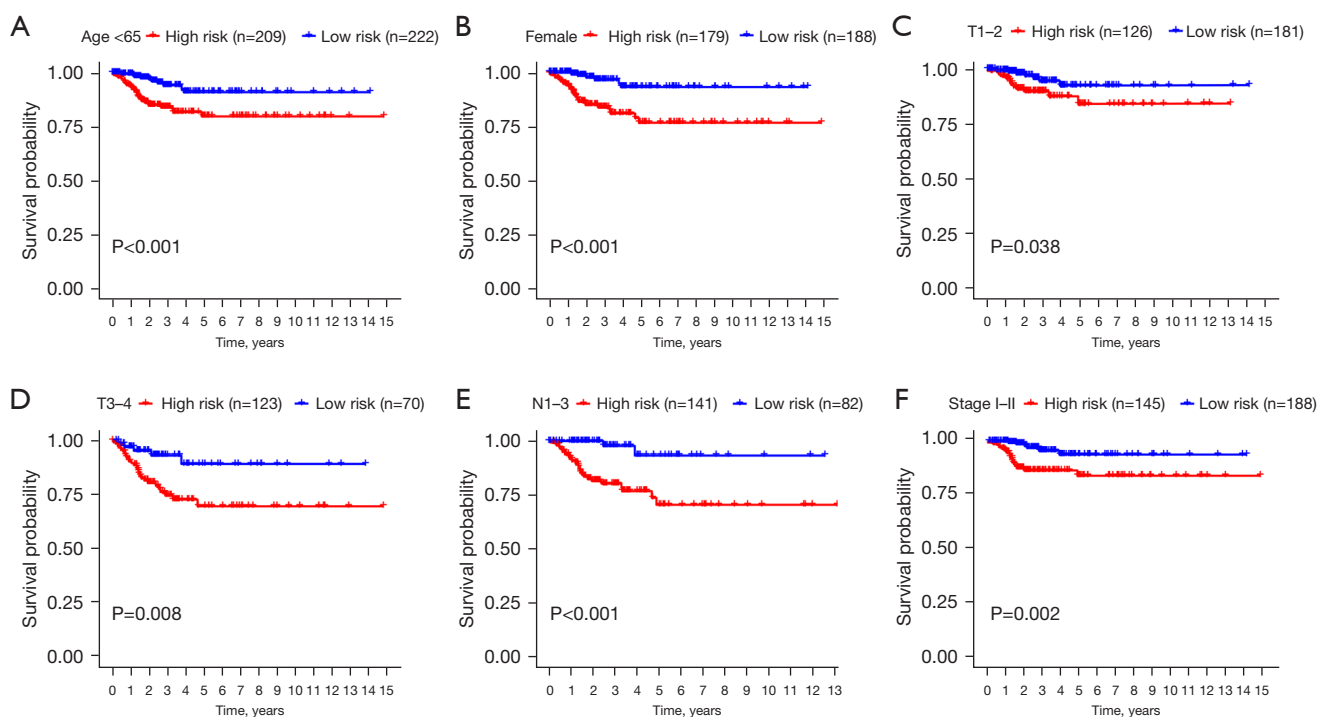 A
Age <65 High risk (n=209) Low risk (n=222)
Survival probability
1.00
0.75
0.50
0.25
0.00
P<0.001
0 1 2 3 4 5 6 7 8 9 10 11 12 13 14 15
Time, years
B
Female High risk (n=179) Low risk (n=188)
Survival probability
1.00
0.75
0.50
0.25
0.00
P<0.001
0 1 2 3 4 5 6 7 8 9 10 11 12 13 14 15
Time, years
C
T1–2 High risk (n=126) Low risk (n=181)
Survival probability
1.00
0.75
0.50
0.25
0.00
P=0.038
0 1 2 3 4 5 6 7 8 9 10 11 12 13 14 15
Time, years
D
T3–4 High risk (n=123) Low risk (n=70)
Survival probability
1.00
0.75
0.50
0.25
0.00
P=0.008
0 1 2 3 4 5 6 7 8 9 10 11 12 13 14 15
Time, years
E
N1–3 High risk (n=141) Low risk (n=82)
Survival probability
1.00
0.75
0.50
0.25
0.00
P<0.001
0 1 2 3 4 5 6 7 8 9 10 11 12 13
Time, years
F
Stage I–II High risk (n=145) Low risk (n=188)
Survival probability
1.00
0.75
0.50
0.25
0.00
P=0.002
0 1 2 3 4 5 6 7 8 9 10 11 12 13 14 15
Time, years